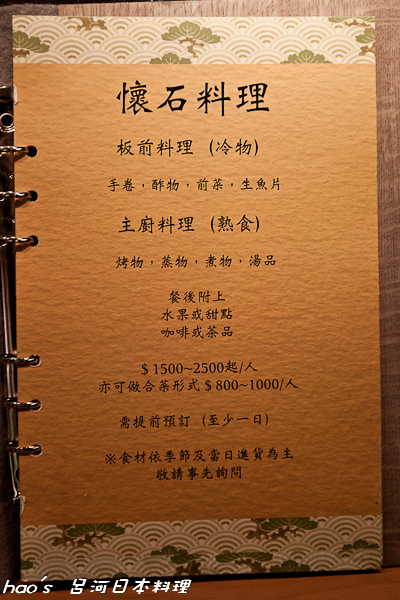 懷石料理
板前料理 (冷物)
手卷,酢物,前菜,生魚片
主廚料理 (熟食)
烤物,蒸物,煮物,湯品
餐後附上
水果或甜點
咖啡或茶品
$1500~2500起/人
亦可做合菜形式$800~1000/人
需提前預訂 (至少一日)
※食材依季節及當日進貨為主
敬請事先詢問
hao's 呂河日本料理